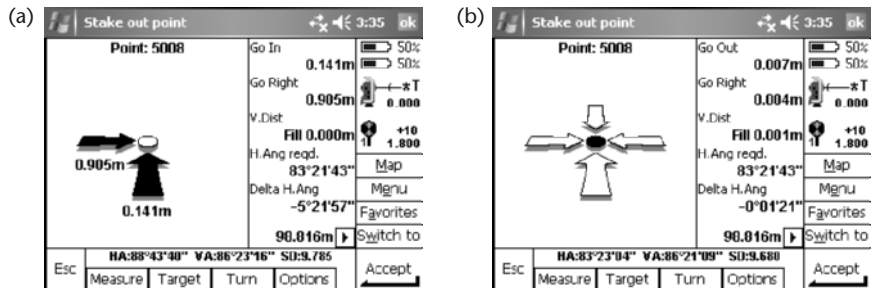 (a)
Stake out point 3:35 ok
Point: 5008
0.905m
0.141m
Go In
0.141m
Go Right
0.905m
V.Dist
Fill 0.000m
H.Ang reqd.
83°21'43"
Delta H.Ang
-5°21'57"
98.816m
50%
50%
T
0.000
+10
1 1.800
Map
Menu
Favorites
Switch to
HA:88°43'40" VA:86°23'16" SD:9.785
Esc Measure Target Turn Options Accept
(b)
Stake out point 3:35 ok
Point: 5008
Go Out
0.007m
Go Right
0.004m
V.Dist
Fill 0.001m
H.Ang reqd.
83°21'43"
Delta H.Ang
-0°01'21"
98.816m
50%
50%
T
0.000
+10
1 1.800
Map
Menu
Favorites
Switch to
HA:83°23'04" VA:86°21'09" SD:9.680
Esc Measure Target Turn Options Accept